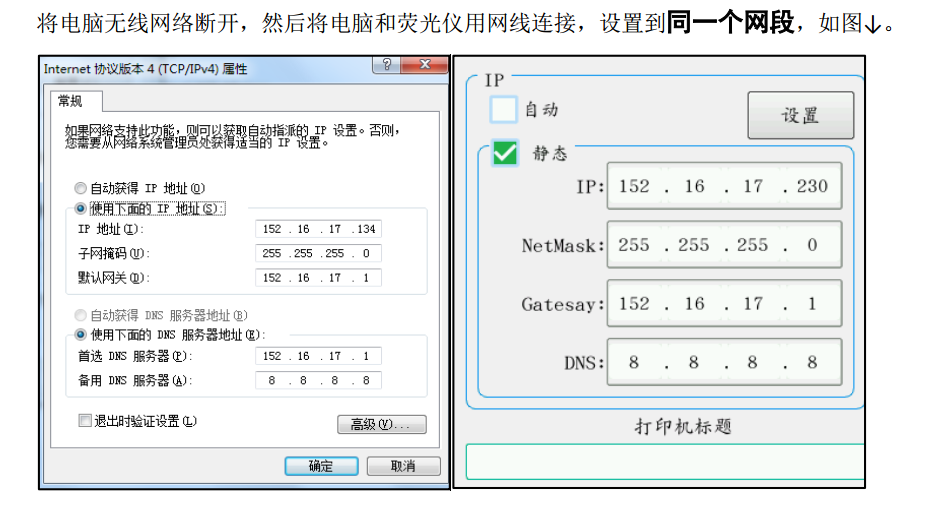 将电脑无线网络断开，然后将电脑和荧光仪用网线连接，设置到同一个网段，如图↓。
Internet 协议版本 4 (TCP/IPv4) 属性
常规
如果网络支持此功能，则可以获取自动指派的 IP 设置。否则，
您需要从网络系统管理员处获得适当的 IP 设置。
自动获得 IP 地址(O)
使用下面的 IP 地址(S):
IP 地址(I): 152 . 16 . 17 .134
子网掩码(U): 255 .255 .255 . 0
默认网关(D): 152 . 16 . 17 . 1
自动获得 DNS 服务器地址(B)
使用下面的 DNS 服务器地址(E):
首选 DNS 服务器(P): 152 . 16 . 17 . 1
备用 DNS 服务器(A): 8 . 8 . 8 . 8
退出时验证设置(L)
高级(V)...
确定 取消
IP
自动
设置
静态
IP: 152 . 16 . 17 . 230
NetMask: 255 . 255 . 255 . 0
Gatesay: 152 . 16 . 17 . 1
DNS: 8 . 8 . 8 . 8
打印机标题